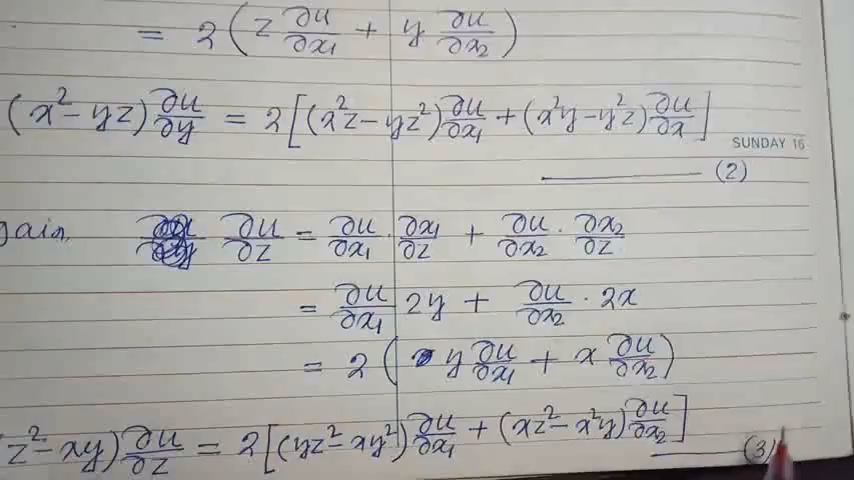 = 2 ( z ∂u/∂x₁ + y ∂u/∂x₂ )
(x² - yz) ∂u/∂y = 2 [ (x²z - yz²) ∂u/∂x₁ + (x²y - y²z) ∂u/∂x ]
SUNDAY 16
(2)
gain, ∂u/∂z = ∂u/∂x₁ · ∂x₁/∂z + ∂u/∂x₂ · ∂x₂/∂z
= ∂u/∂x₁ 2y + ∂u/∂x₂ · 2x
= 2 ( y ∂u/∂x₁ + x ∂u/∂x₂ )
z² - xy) ∂u/∂z = 2 [ (yz² - xy²) ∂u/∂x₁ + (xz² - x²y) ∂u/∂x₂ ]
(3)